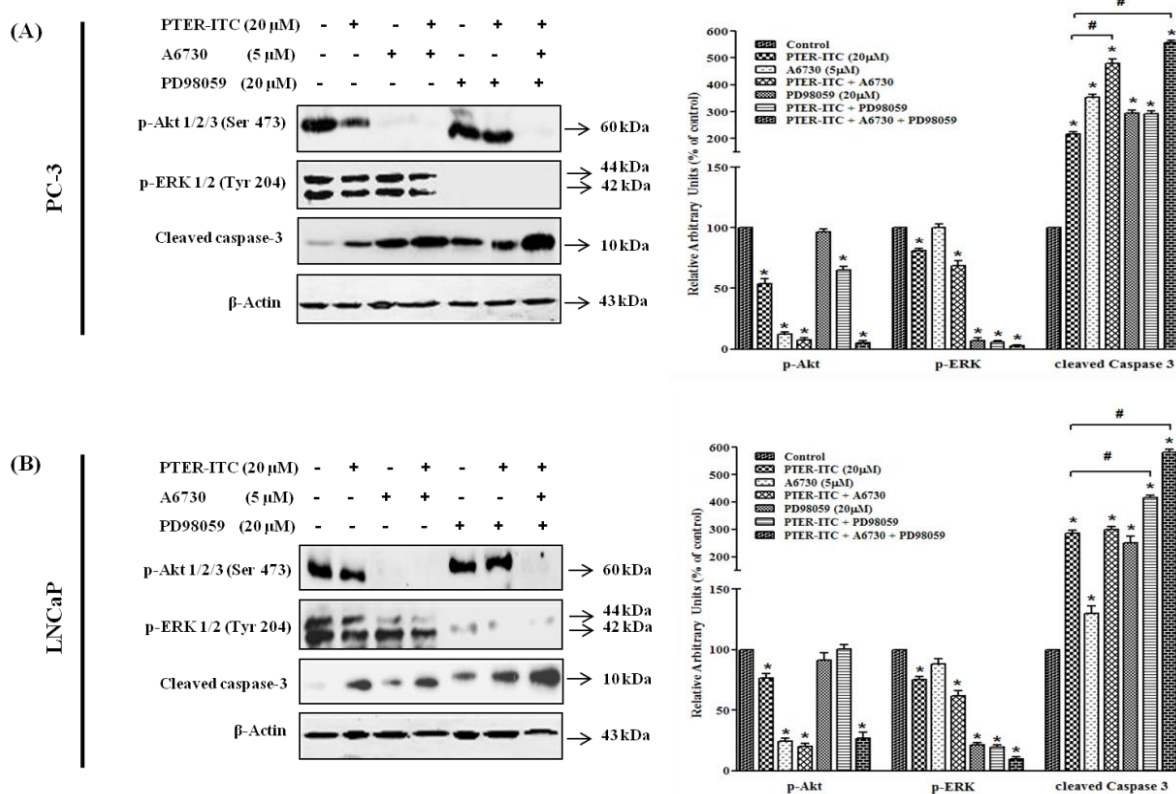 (A)
PC-3
PTER-ITC (20 µM) - + - + - + +
A6730 (5 µM) - - + + - - +
PD98059 (20 µM) - - - - + + +
p-Akt 1/2/3 (Ser 473)
60 kDa
p-ERK 1/2 (Tyr 204)
44 kDa
42 kDa
Cleaved caspase-3
10 kDa
β-Actin
43 kDa
Relative Arbitrary Units (% of control)
600
500
400
300
200
150
100
50
0
Control
PTER-ITC (20µM)
A6730 (5µM)
PTER-ITC + A6730
PD98059 (20µM)
PTER-ITC + PD98059
PTER-ITC + A6730 + PD98059
#
#
* * * * *
* * * * *
* * * * * *
p-Akt p-ERK cleaved Caspase 3
(B)
LNCaP
PTER-ITC (20 µM) - + - + - + +
A6730 (5 µM) - - + + - - +
PD98059 (20 µM) - - - - + + +
p-Akt 1/2/3 (Ser 473)
60 kDa
p-ERK 1/2 (Tyr 204)
44 kDa
42 kDa
Cleaved caspase-3
10 kDa
β-Actin
43 kDa
Relative Arbitrary Units (% of control)
600
500
400
300
200
150
100
50
0
Control
PTER-ITC (20µM)
A6730 (5µM)
PTER-ITC + A6730
PD98059 (20µM)
PTER-ITC + PD98059
PTER-ITC + A6730 + PD98059
#
#
* * * *
* * * * *
* * * * * *
p-Akt p-ERK cleaved Caspase 3